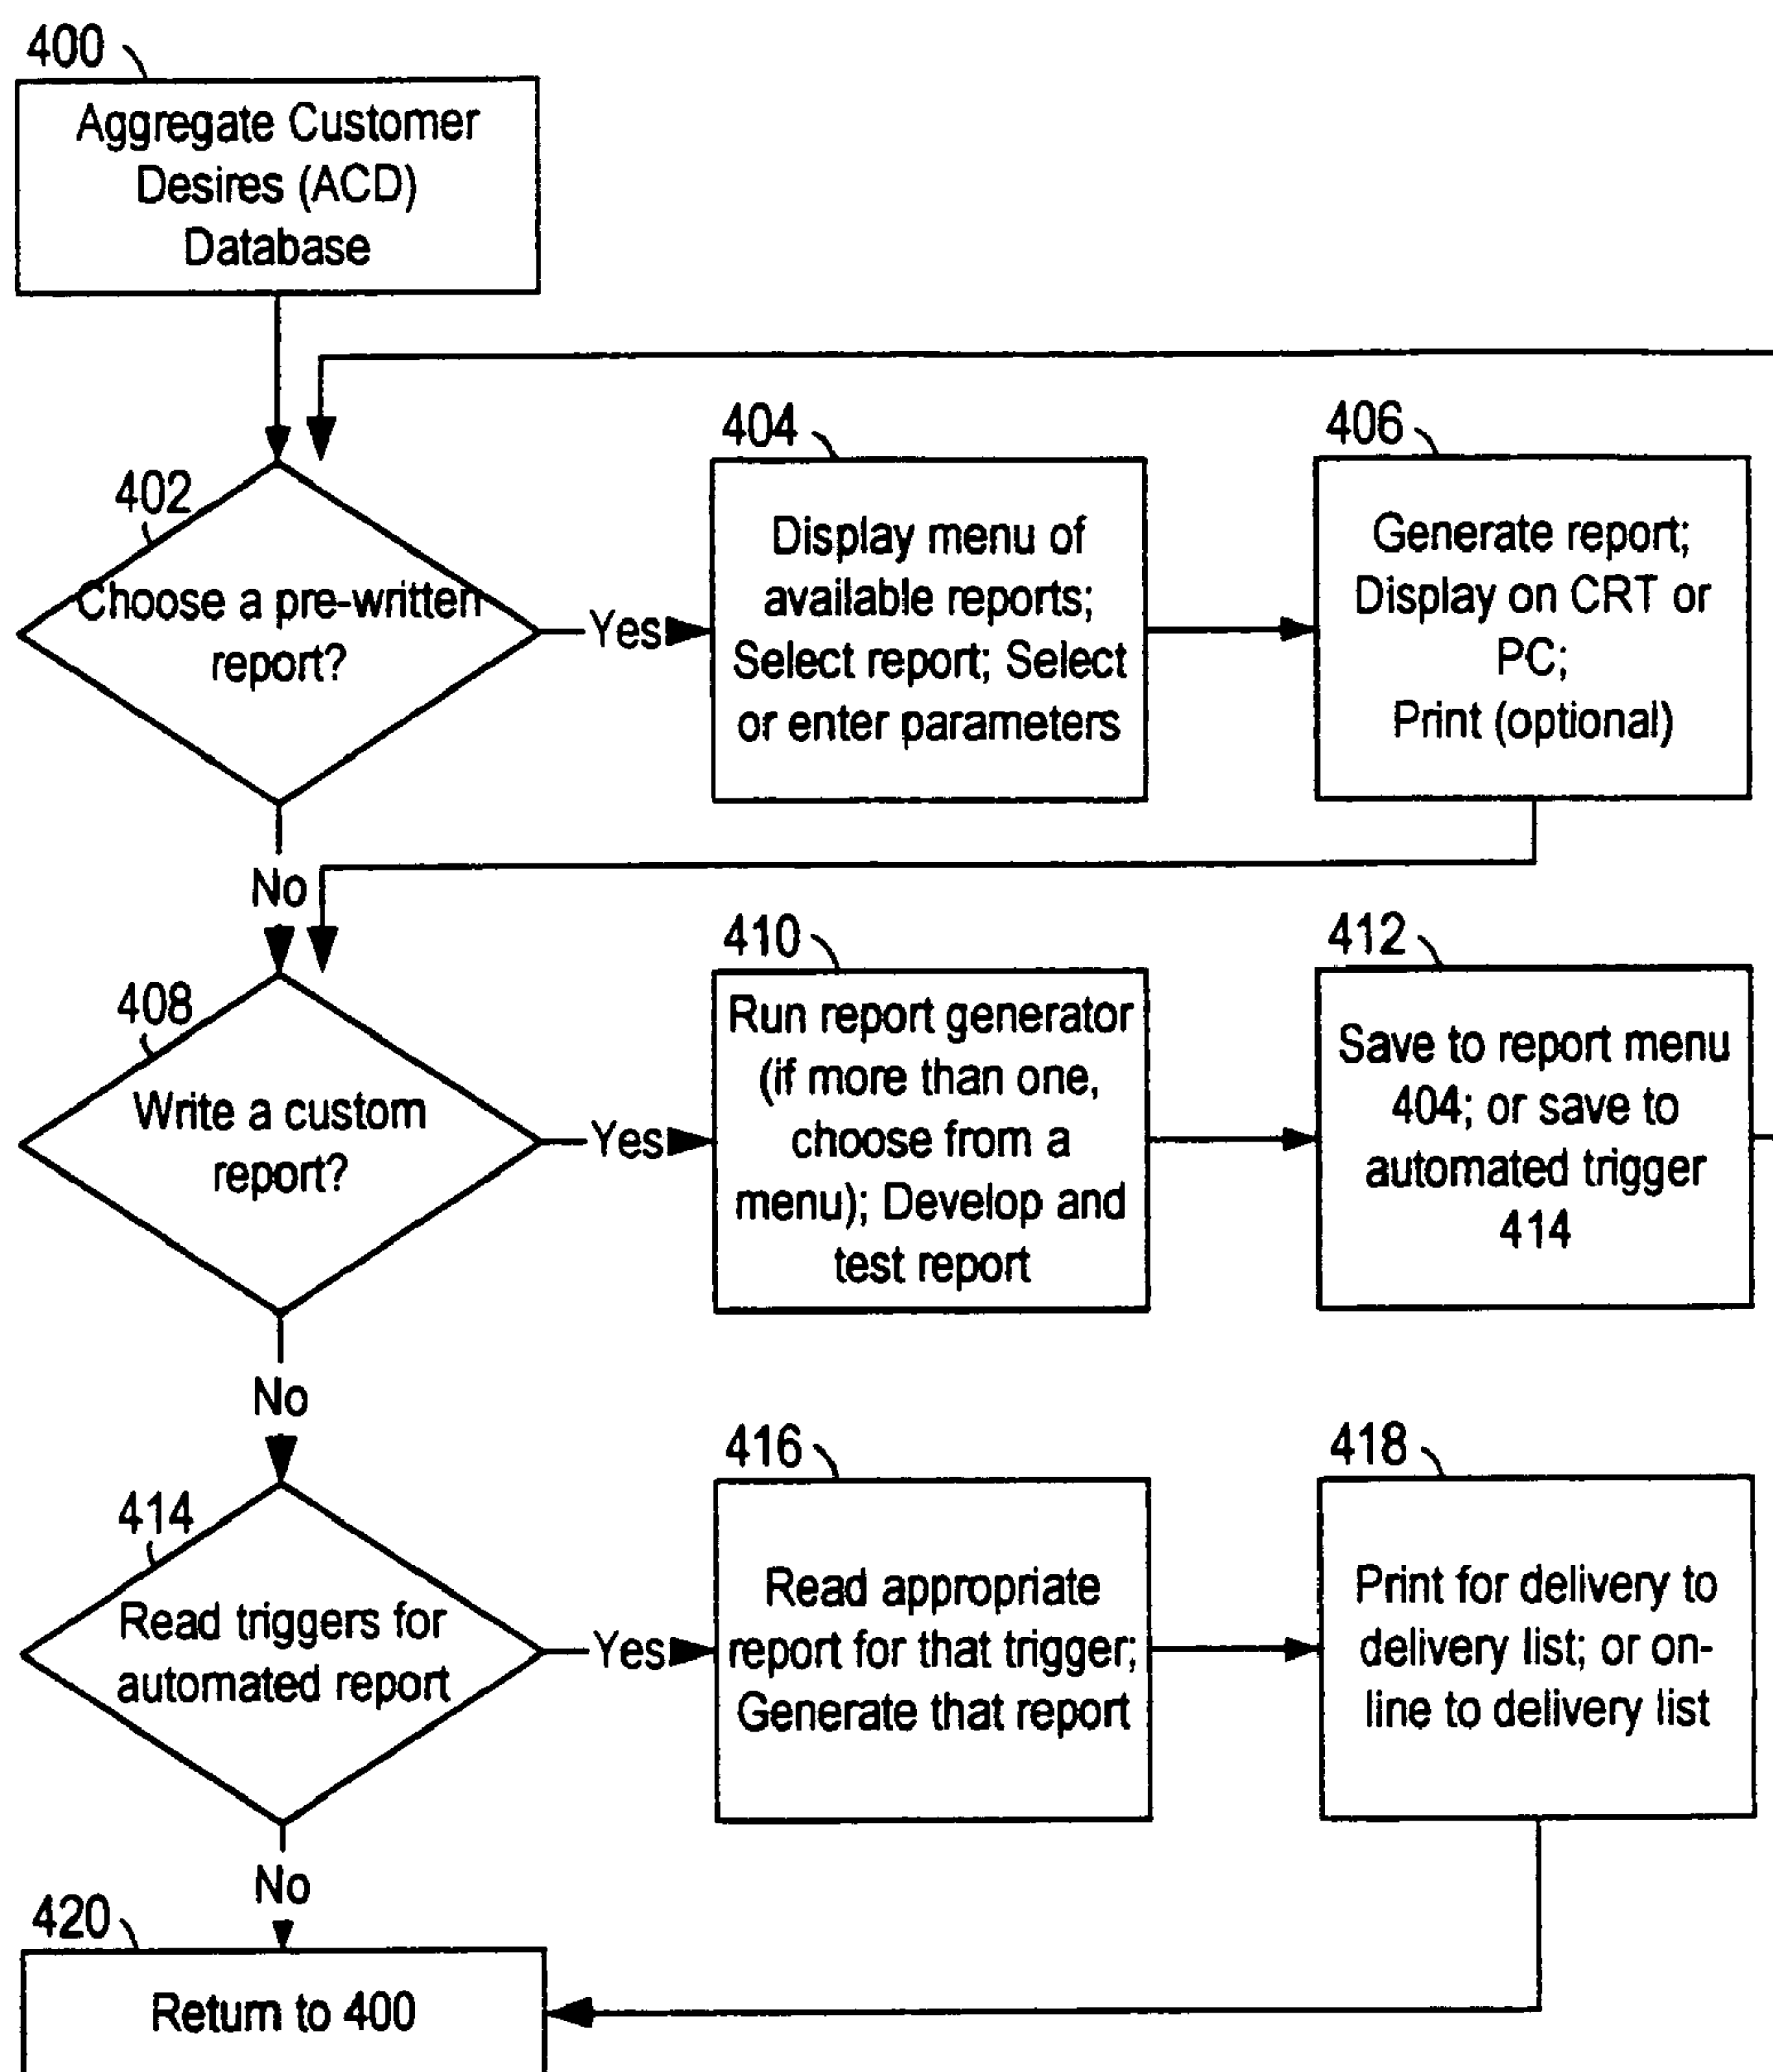 400
Aggregate Customer
Desires (ACD)
Database
402
Choose a pre-written
report?
Yes
404
Display menu of
available reports;
Select report; Select
or enter parameters
406
Generate report;
Display on CRT or
PC;
Print (optional)
No
408
Write a custom
report?
Yes
410
Run report generator
(if more than one,
choose from a
menu); Develop and
test report
412
Save to report menu
404; or save to
automated trigger
414
No
414
Read triggers for
automated report
Yes
416
Read appropriate
report for that trigger;
Generate that report
418
Print for delivery to
delivery list; or on-
line to delivery list
No
420
Return to 400